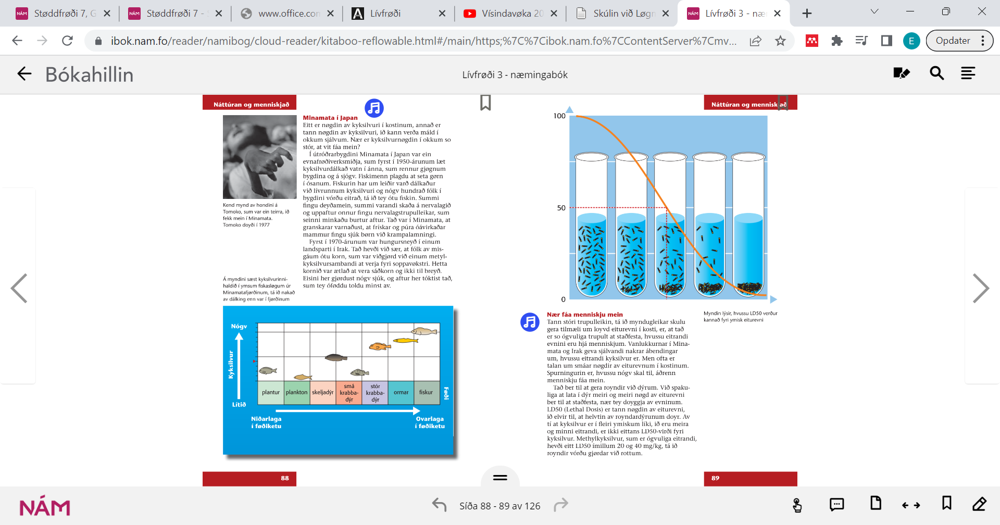 Støddfrøði 7, G
Støddfrøði 7 - S
www.office.con
Lívfrøði
Vísindavøka 20
Skúlin við Løgn
Lívfrøði 3 - næ
ibok.nam.fo/reader/namibog/cloud-reader/kitaboo-reflowable.html#/main/https;%7C%7Cibok.nam.fo%7CContentServer%7Cmv...
E
Opdater
Bókahillin
Lívfrøði 3 - næmingabók
Náttúran og menniskjað
Minamata í Japan
Eitt er nøgdin av kyksilvuri í kostinum, annað er
tann nøgdin av kyksilvuri, ið kann verða máld í
okkum sjálvum. Nær er kyksilvurnøgdin í okkum so
stór, at vit fáa mein?
Í útróðrarbygdini Minamata í Japan var ein
evnafrøðiverksmiðja, sum fyrst í 1950-árunum læt
kyksilvurdálkað vatn í ánna, sum rennur gjøgnum
bygdina og á sjógv. Fiskimenn plagdu at seta gørn
í ósanum. Fiskurin har um leiðir varð dálkaður
við lívrunnum kyksilvuri og nógv hundrað fólk í
bygdini vórðu eitrað, tá ið tey ótu fiskin. Summi
fingu deyðamein, summi varandi skaða á nervalagið
og uppaftur onnur fingu nervalagstrupulleikar, sum
seinni minkaðu burtur aftur. Tað var í Minamata, at
granskarar varnaðust, at frískar og púra óávirkaðar
mammur fingu sjúk børn við krampalamningi.
Fyrst í 1970-árunum var hungursneyð í einum
landsparti í Irak. Tað hevði við sær, at fólk av mis-
gáum ótu korn, sum var viðgjørd við einum metyl-
kyksilvursambandi at verja fyri soppavøkstri. Hetta
kornið var ætlað at vera sáðkorn og ikki til breyð.
Eisini her gjørdust nógv sjúk, og aftur her tóktist tað,
sum tey óføddu toldu minst av.
Kend mynd av hondini á
Tomoko, sum var ein teirra, ið
fekk mein í Minamata.
Tomoko doyði í 1977
Á myndini sæst kyksilvurinni-
haldið í ymsum fiskasløgum úr
Minamatafjørðinum, tá ið nakað
av dálking enn var í fjørðinum
Nógv
Kyksilvur
Lítið
plantur
plankton
skeljadýr
smá
krabba-
dýr
stór
krabba-
dýr
ormar
fiskur
Føði
Niðarlaga
í føðiketu
Ovarlaga
í føðiketu
88
Náttúran og menniskjað
100
50
0
Myndin lýsir, hvussu LD50 verður
kannað fyri ymisk eiturevni
Nær fáa menniskju mein
Tann stóri trupulleikin, tá ið myndugleikar skulu
gera tilmæli um loyvd eiturevni í kosti, er, at tað
er so ógvuliga trupult at staðfesta, hvussu eitrandi
evnini eru hjá menniskjum. Vanlukkurnar í Mina-
mata og Irak geva sjálvandi nakrar ábendingar
um, hvussu eitrandi kyksilvur er. Men ofta er
talan um smáar nøgdir av eiturevnum í kostinum.
Spurningurin er, hvussu nógv skal til, áðrenn
menniskju fáa mein.
Tað ber til at gera royndir við dýrum. Við spaku-
liga at lata í dýr meiri og meiri nøgd av eiturevni
ber til at staðfesta, nær tey doyggja av evninum.
LD50 (Lethal Dosis) er tann nøgdin av eiturevni,
ið elvir til, at helvtin av royndardýrunum doyr. Av
tí at kyksilvur er í fleiri ymiskum líki, ið eru meira
og minni eitrandi, er ikki eittans LD50-virði fyri
kyksilvur. Methylkyksilvur, sum er ógvuliga eitrandi,
hevði eitt LD50 ímillum 20 og 40 mg/kg, tá ið
royndir vórðu gjørdar við rottum.
89
NÁM
Síða 88 - 89 av 126